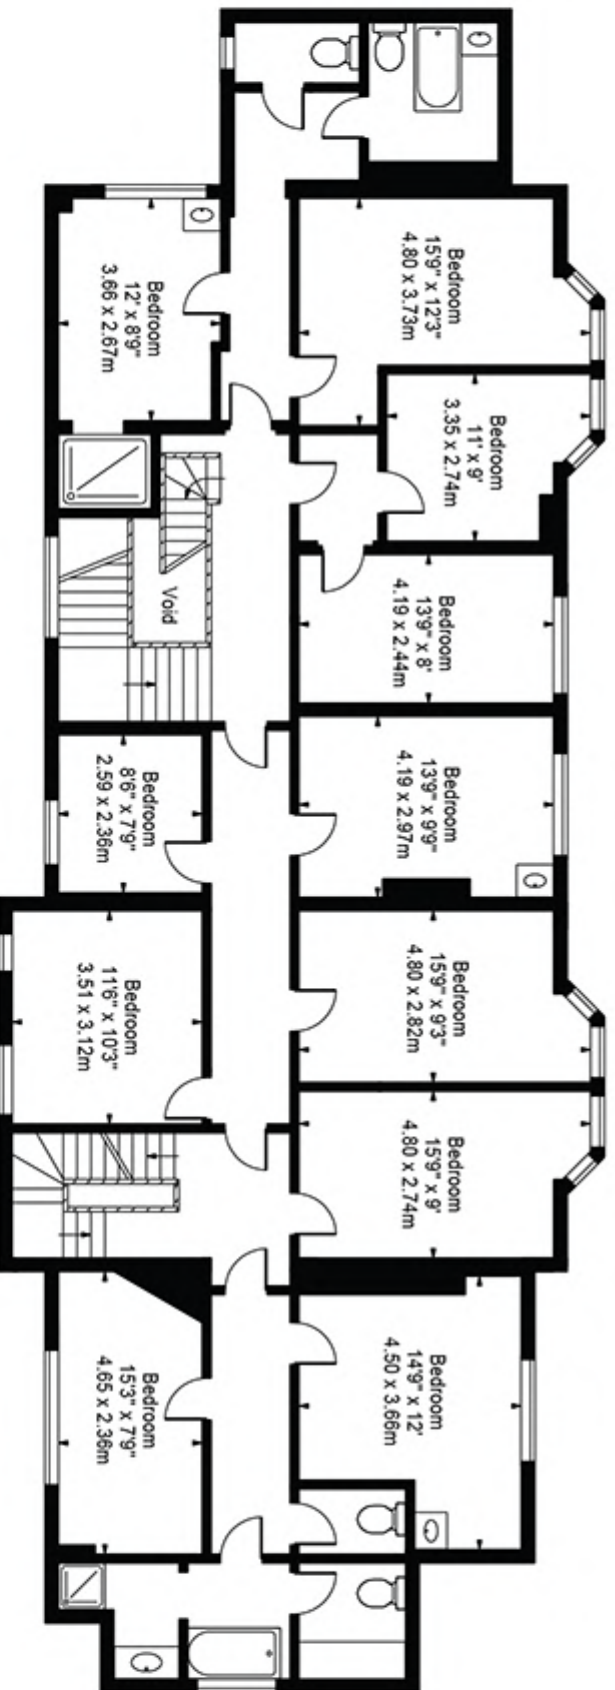 Bedroom
15'9" x 12'3"
4.80 x 3.73m
Bedroom
12' x 8'9"
3.66 x 2.67m
Bedroom
11' x 9'
3.35 x 2.74m
Void
Bedroom
13'9" x 8'
4.19 x 2.44m
Bedroom
13'9" x 9'9"
4.19 x 2.97m
Bedroom
8'6" x 7'9"
2.59 x 2.36m
Bedroom
15'9" x 9'3"
4.80 x 2.82m
Bedroom
11'6" x 10'3"
3.51 x 3.12m
Bedroom
15'9" x 9'
4.80 x 2.74m
Bedroom
14'9" x 12'
4.50 x 3.66m
Bedroom
15'3" x 7'9"
4.65 x 2.36m